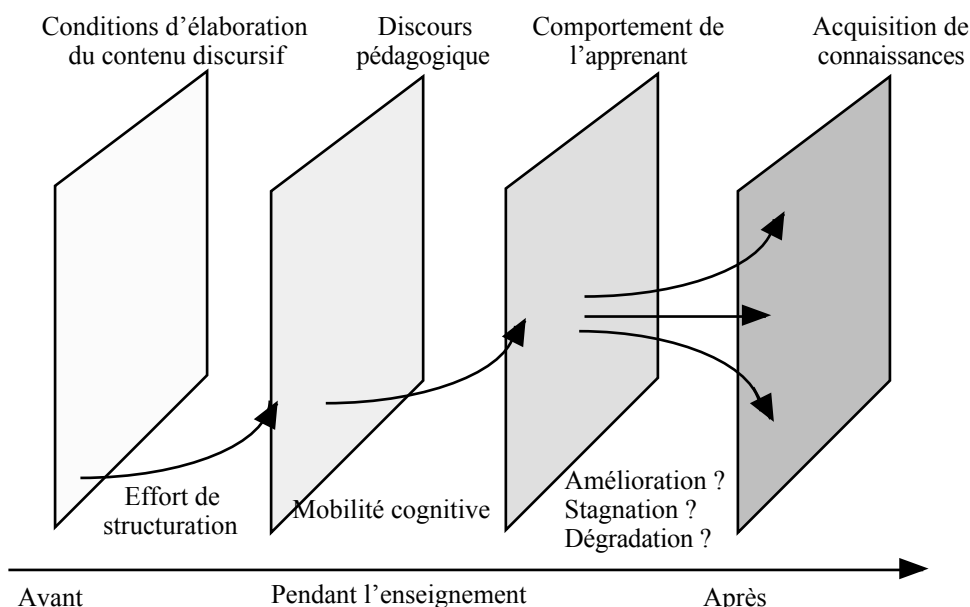 Conditions d’élaboration
du contenu discursif
Discours
pédagogique
Comportement de
l’apprenant
Acquisition de
connaissances
Effort de
structuration
Mobilité cognitive
Amélioration ?
Stagnation ?
Dégradation ?
Avant
Pendant l’enseignement
Après